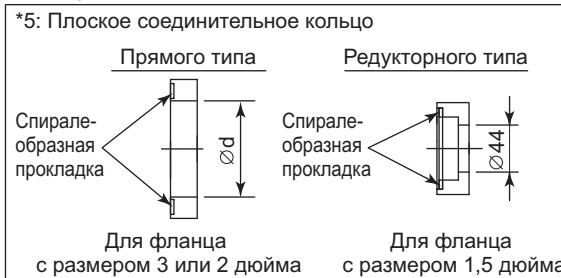 *5: Плоское соединительное кольцо
Прямого типа
Редукторного типа
Спирале-
образная
прокладка
Ød
Спирале-
образная
прокладка
Ø44
Для фланца
с размером 3 или 2 дюйма
Для фланца
с размером 1,5 дюйма